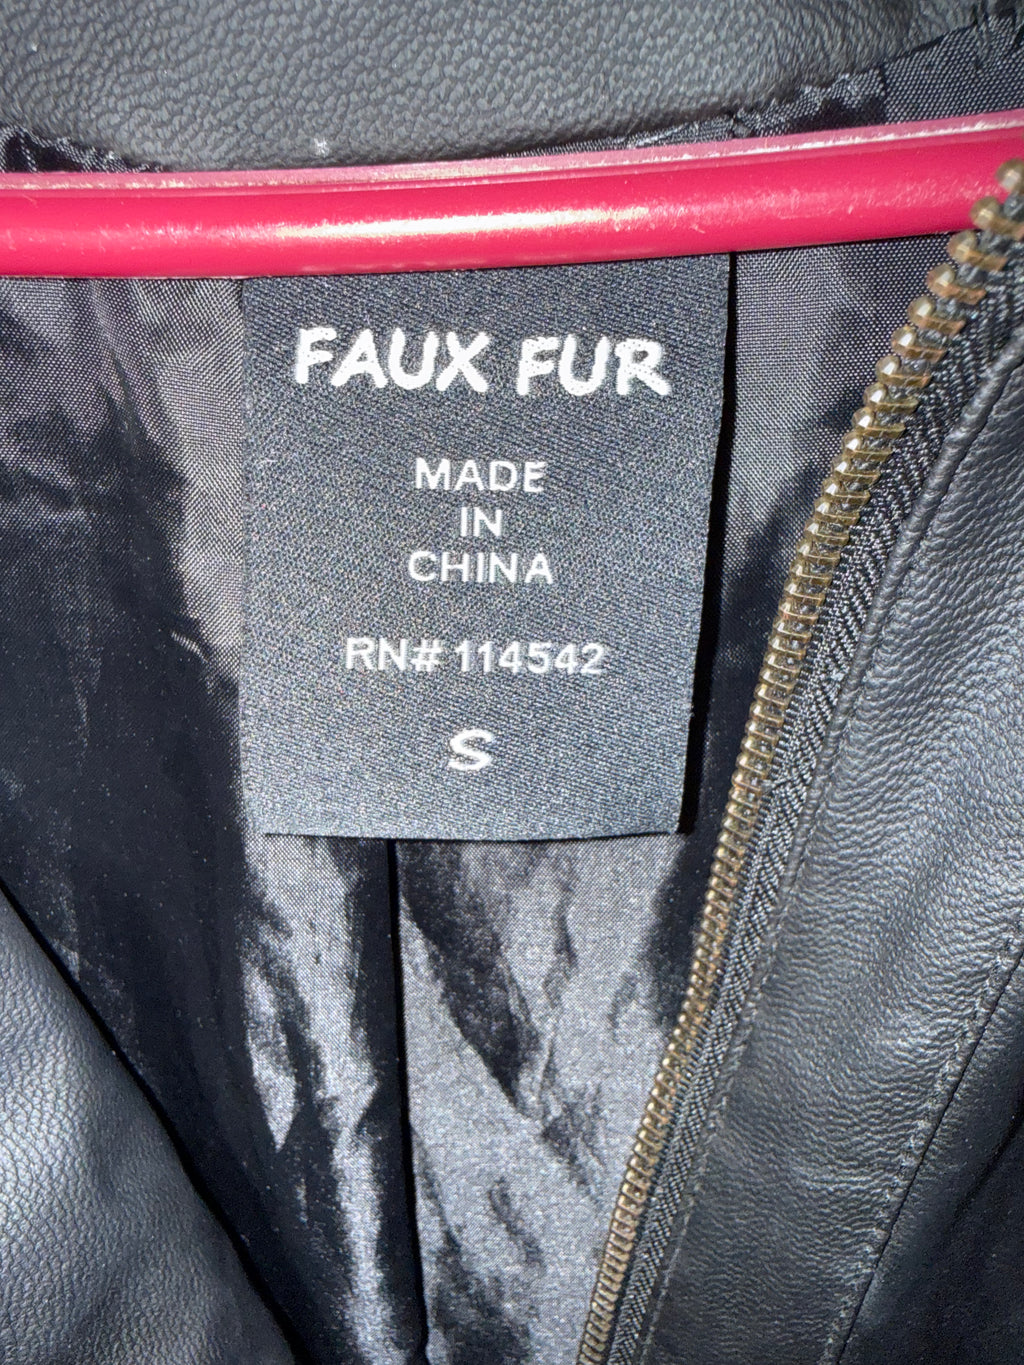 FAUX FUR
MADE
IN
CHINA
RN# 114542
S